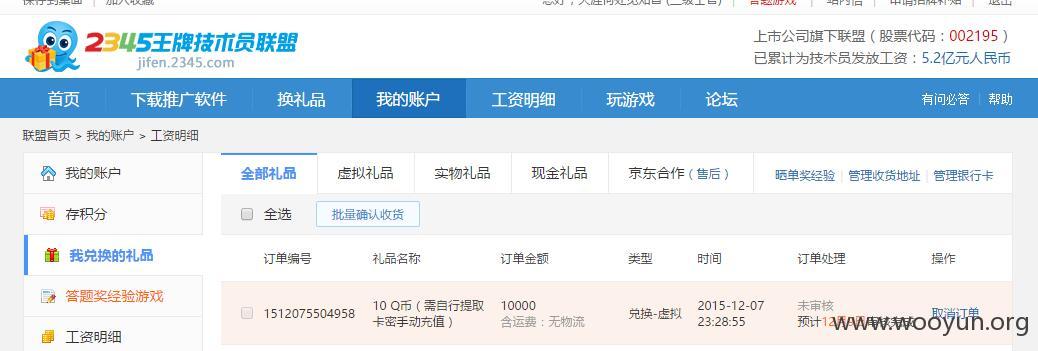 保存到桌面 | 加入收藏
答题游戏 | 站内信 | 申请招牌补贴 | 退出
2345王牌技术员联盟
jifen.2345.com
上市公司旗下联盟(股票代码:002195)
已累计为技术员发放工资:5.2亿元人民币
首页 下载推广软件 换礼品 我的账户 工资明细 玩游戏 论坛 有问必答 | 帮助
联盟首页 > 我的账户 > 工资明细
我的账户
存积分
我兑换的礼品
答题奖经验游戏
工资明细
全部礼品 虚拟礼品 实物礼品 现金礼品 京东合作(售后) 晒单奖经验 | 管理收货地址 | 管理银行卡
全选 批量确认收货
订单编号 礼品名称 订单金额 类型 时间 订单处理 操作
1512075504958 10 Q币(需自行提取卡密手动充值) 10000 含运费:无物流 兑换-虚拟 2015-12-07 23:28:55 未审核 预计12月9日 取消订单
www.wooyun.org